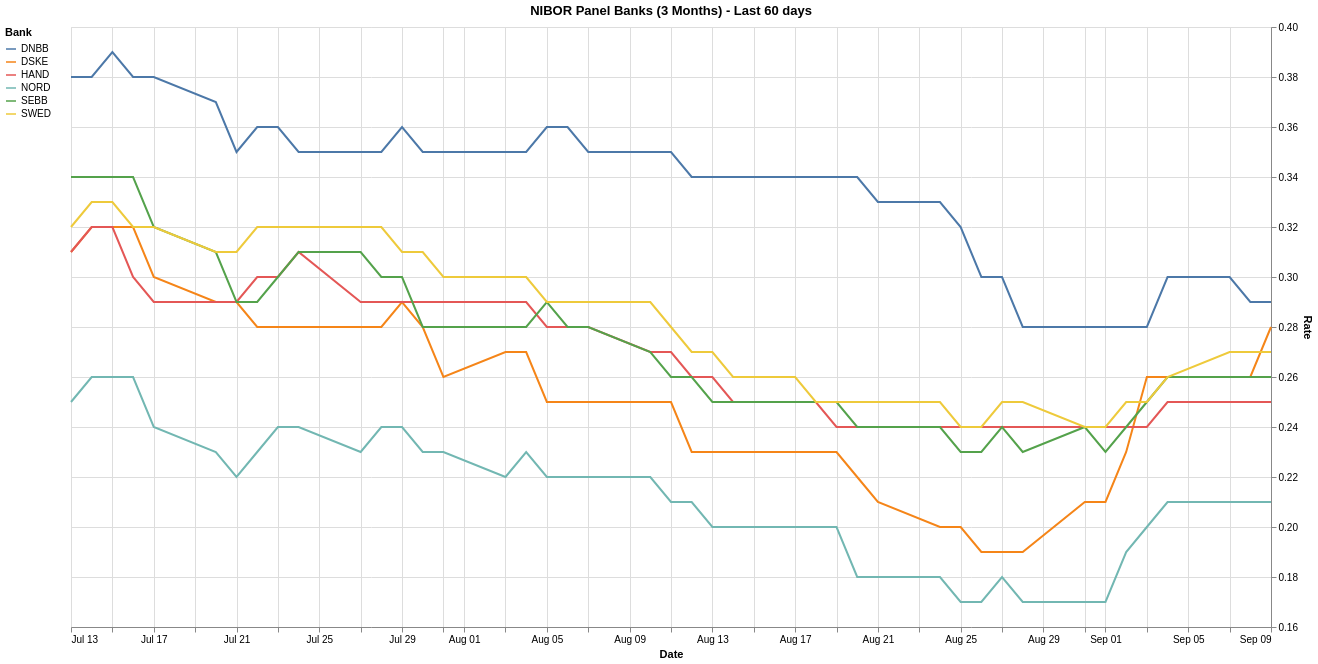 NIBOR Panel Banks (3 Months) - Last 60 days
Bank
DNBB
DSKE
HAND
NORD
SEBB
SWED
0.40
0.38
0.36
0.34
0.32
0.30
0.28
0.26
0.24
0.22
0.20
0.18
0.16
Rate
Jul 13 Jul 17 Jul 21 Jul 25 Jul 29 Aug 01 Aug 05 Aug 09 Aug 13 Aug 17 Aug 21 Aug 25 Aug 29 Sep 01 Sep 05 Sep 09
Date